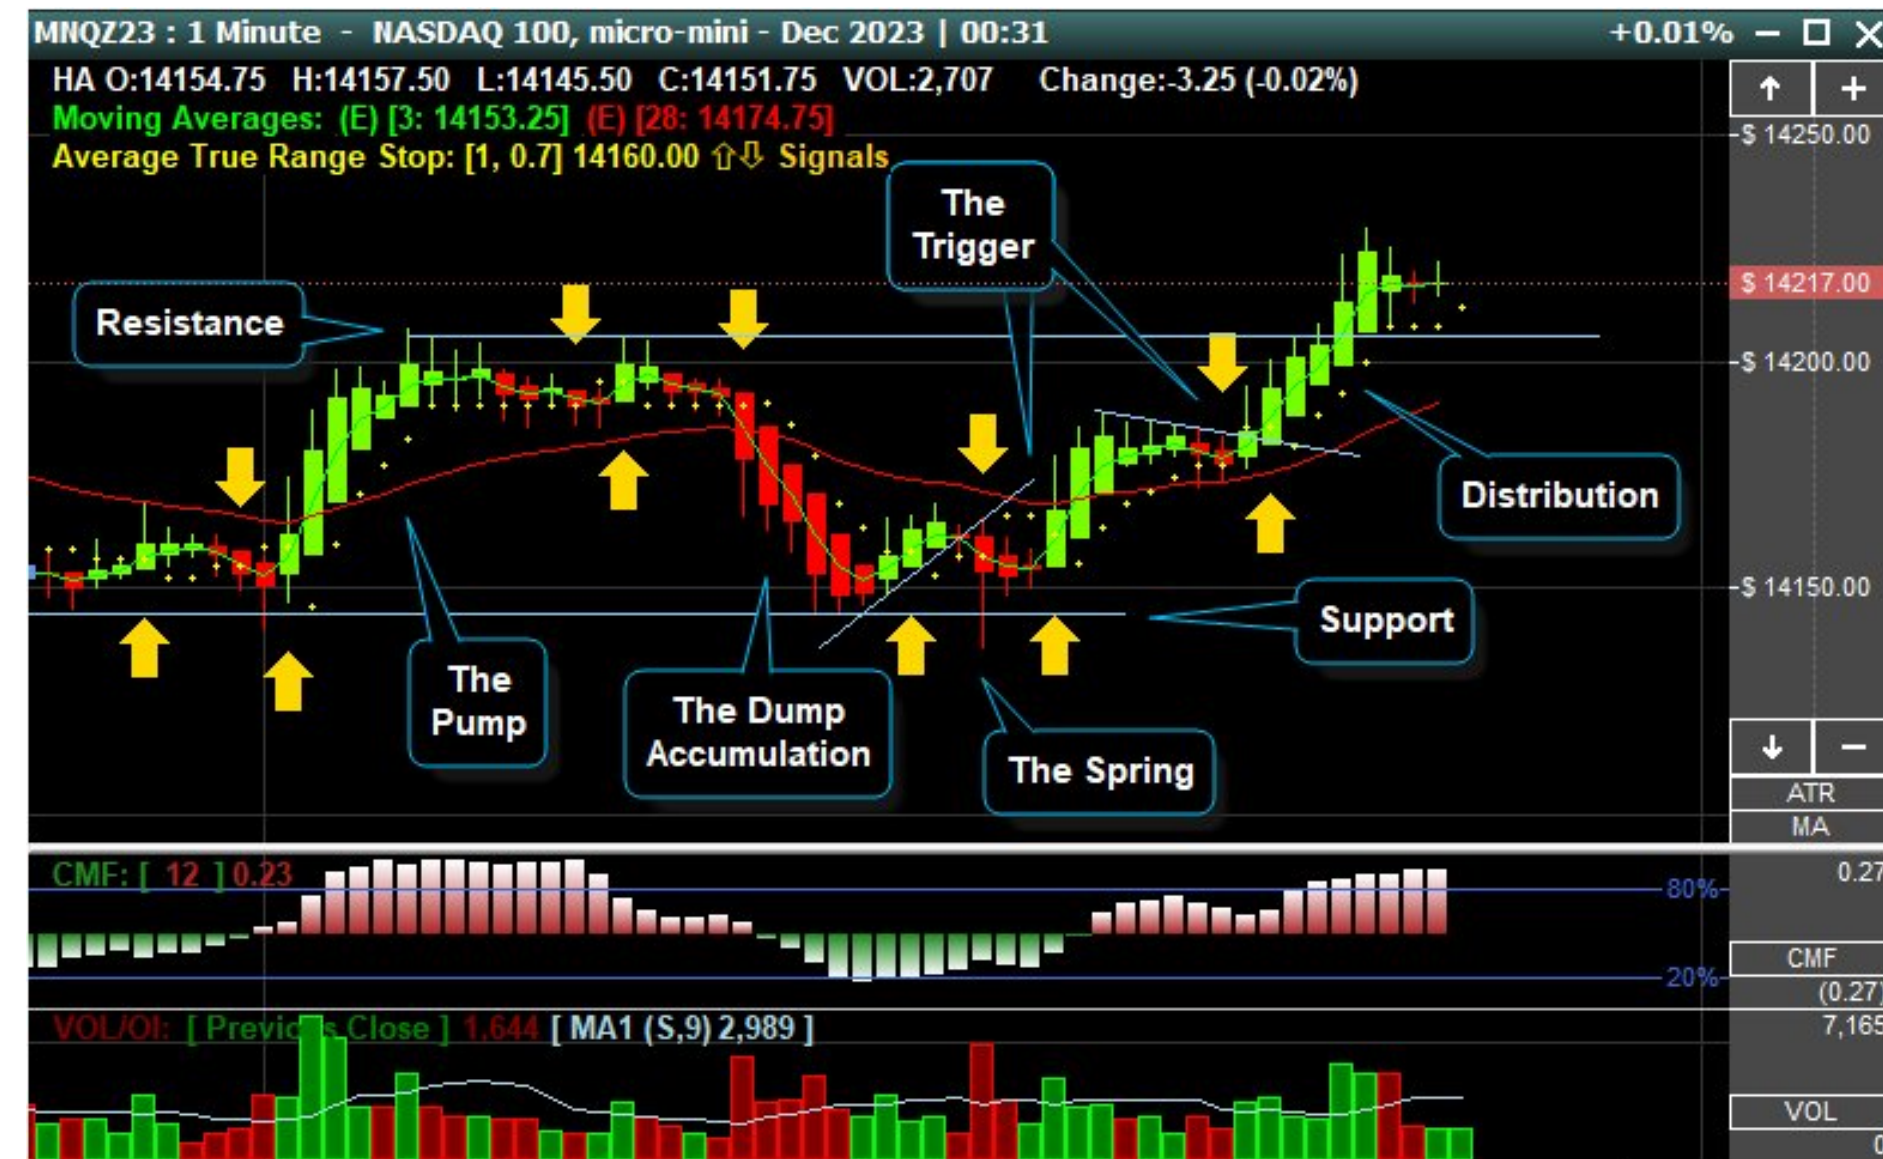 MNQZ23 : 1 Minute - NASDAQ 100, micro-mini - Dec 2023 | 00:31 +0.01%
HA O:14154.75 H:14157.50 L:14145.50 C:14151.75 VOL:2,707 Change:-3.25 (-0.02%)
Moving Averages: (E) [3: 14153.25] (E) [28: 14174.75]
Average True Range Stop: [1, 0.7] 14160.00 ⇧⇩ Signals
$ 14250.00
The
Trigger
$ 14217.00
Resistance
$ 14200.00
Distribution
$ 14150.00
Support
The
Pump
The Dump
Accumulation
The Spring
ATR
MA
CMF: [ 12 ] 0.23
0.27
80%
20%
CMF
(0.27)
VOL/OI: [ Previous Close ] 1,644 [ MA1 (S,9) 2,989 ]
7,165
VOL
0